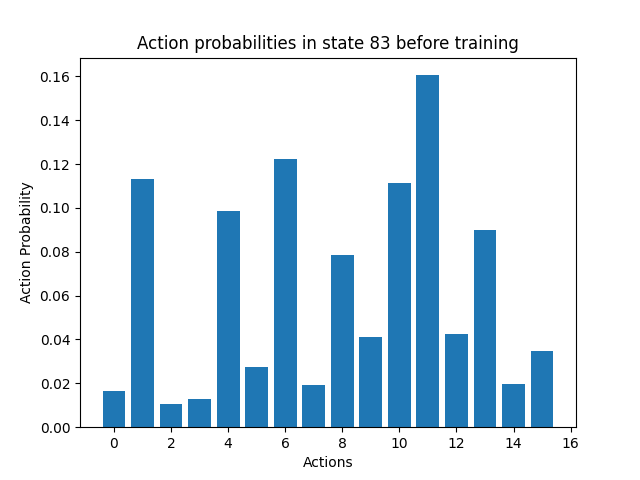 Action probabilities in state 83 before training
0.16
0.14
0.12
0.10
0.08
0.06
0.04
0.02
0.00
Action Probability
0 2 4 6 8 10 12 14 16
Actions